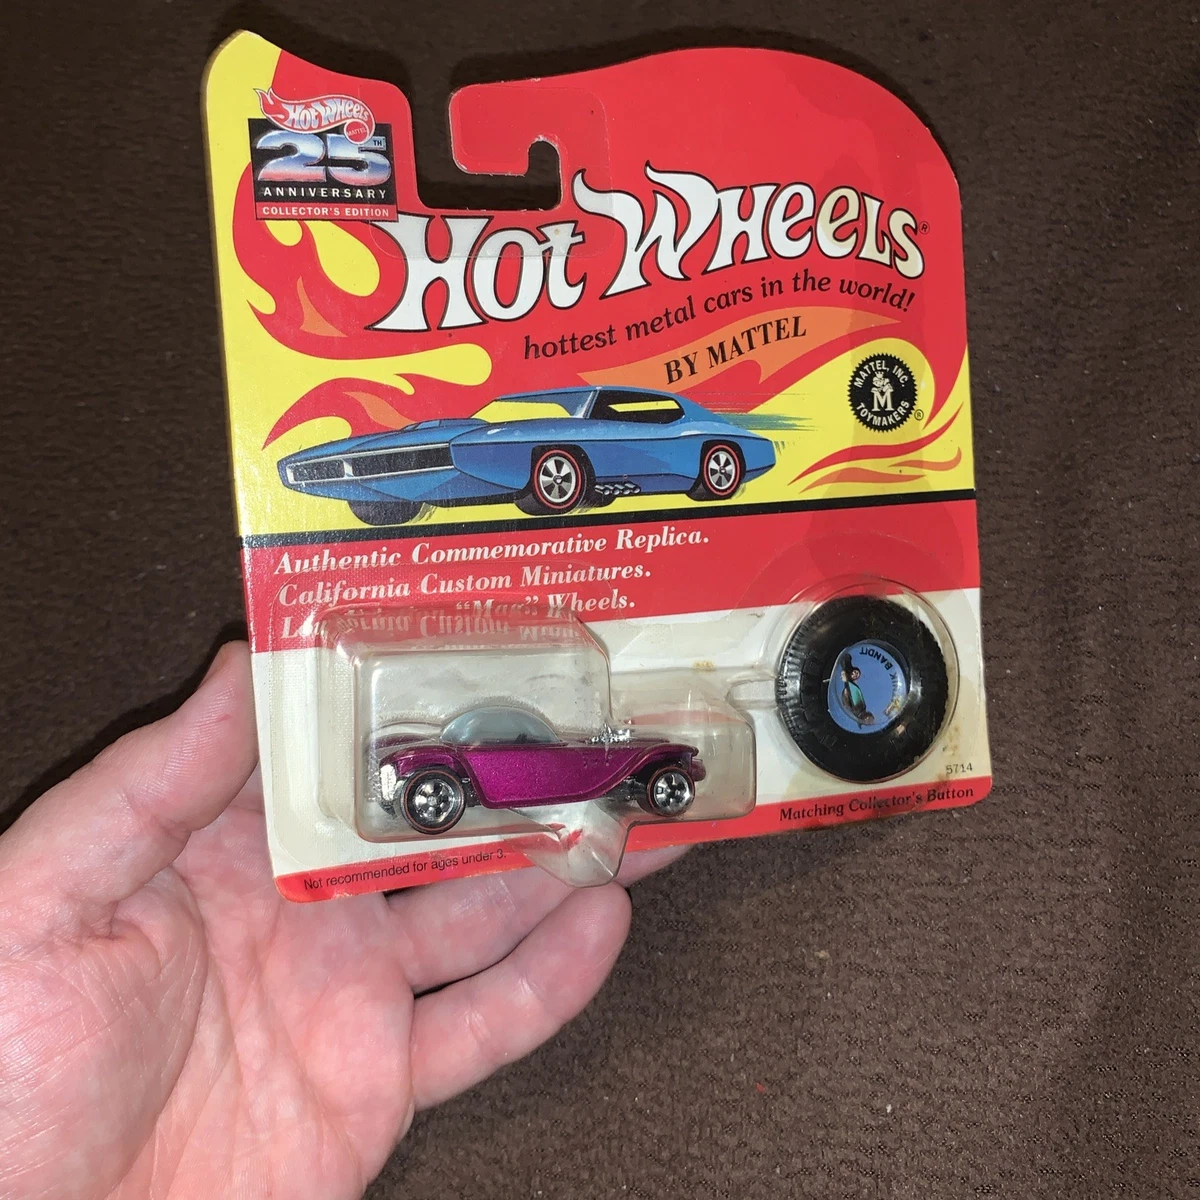 Hot Wheels
MATTEL
25TH
ANNIVERSARY
COLLECTOR'S EDITION
Hot Wheels®
hottest metal cars in the world!
BY MATTEL
MATTEL, INC.
M
TOYMAKERS®
Authentic Commemorative Replica.
California Custom Miniatures.
"Mag" Wheels.
BANDIT
5714
Matching Collector's Button
Not recommended for ages under 3.